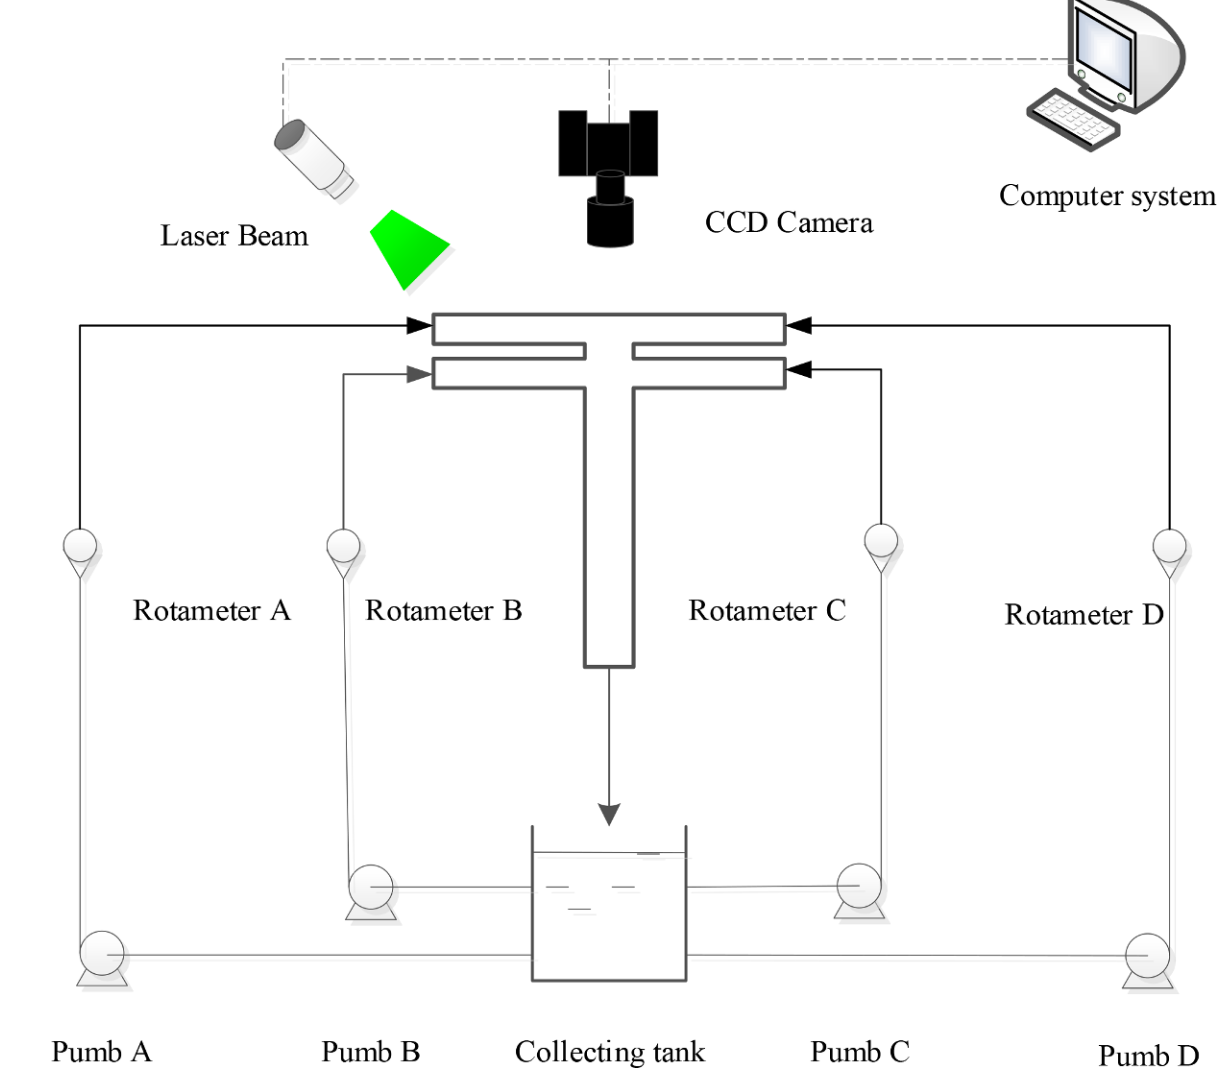 Computer system
CCD Camera
Laser Beam
Rotameter A
Rotameter B
Rotameter C
Rotameter D
Pumb A
Pumb B
Collecting tank
Pumb C
Pumb D